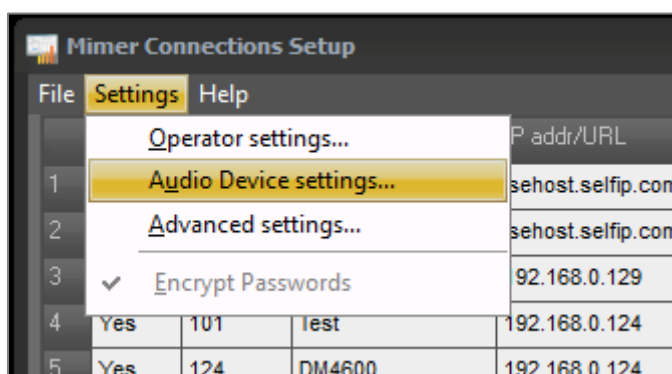 Mimer Connections Setup
File Settings Help
Operator settings...
P addr/URL
Audio Device settings...
1 sehost.selfip.com
Advanced settings...
2 sehost.selfip.com
3 92.168.0.129
Encrypt Passwords
4 Yes 101 Test 192.168.0.124
5 Yes 124 DM4600 192.168.0.124